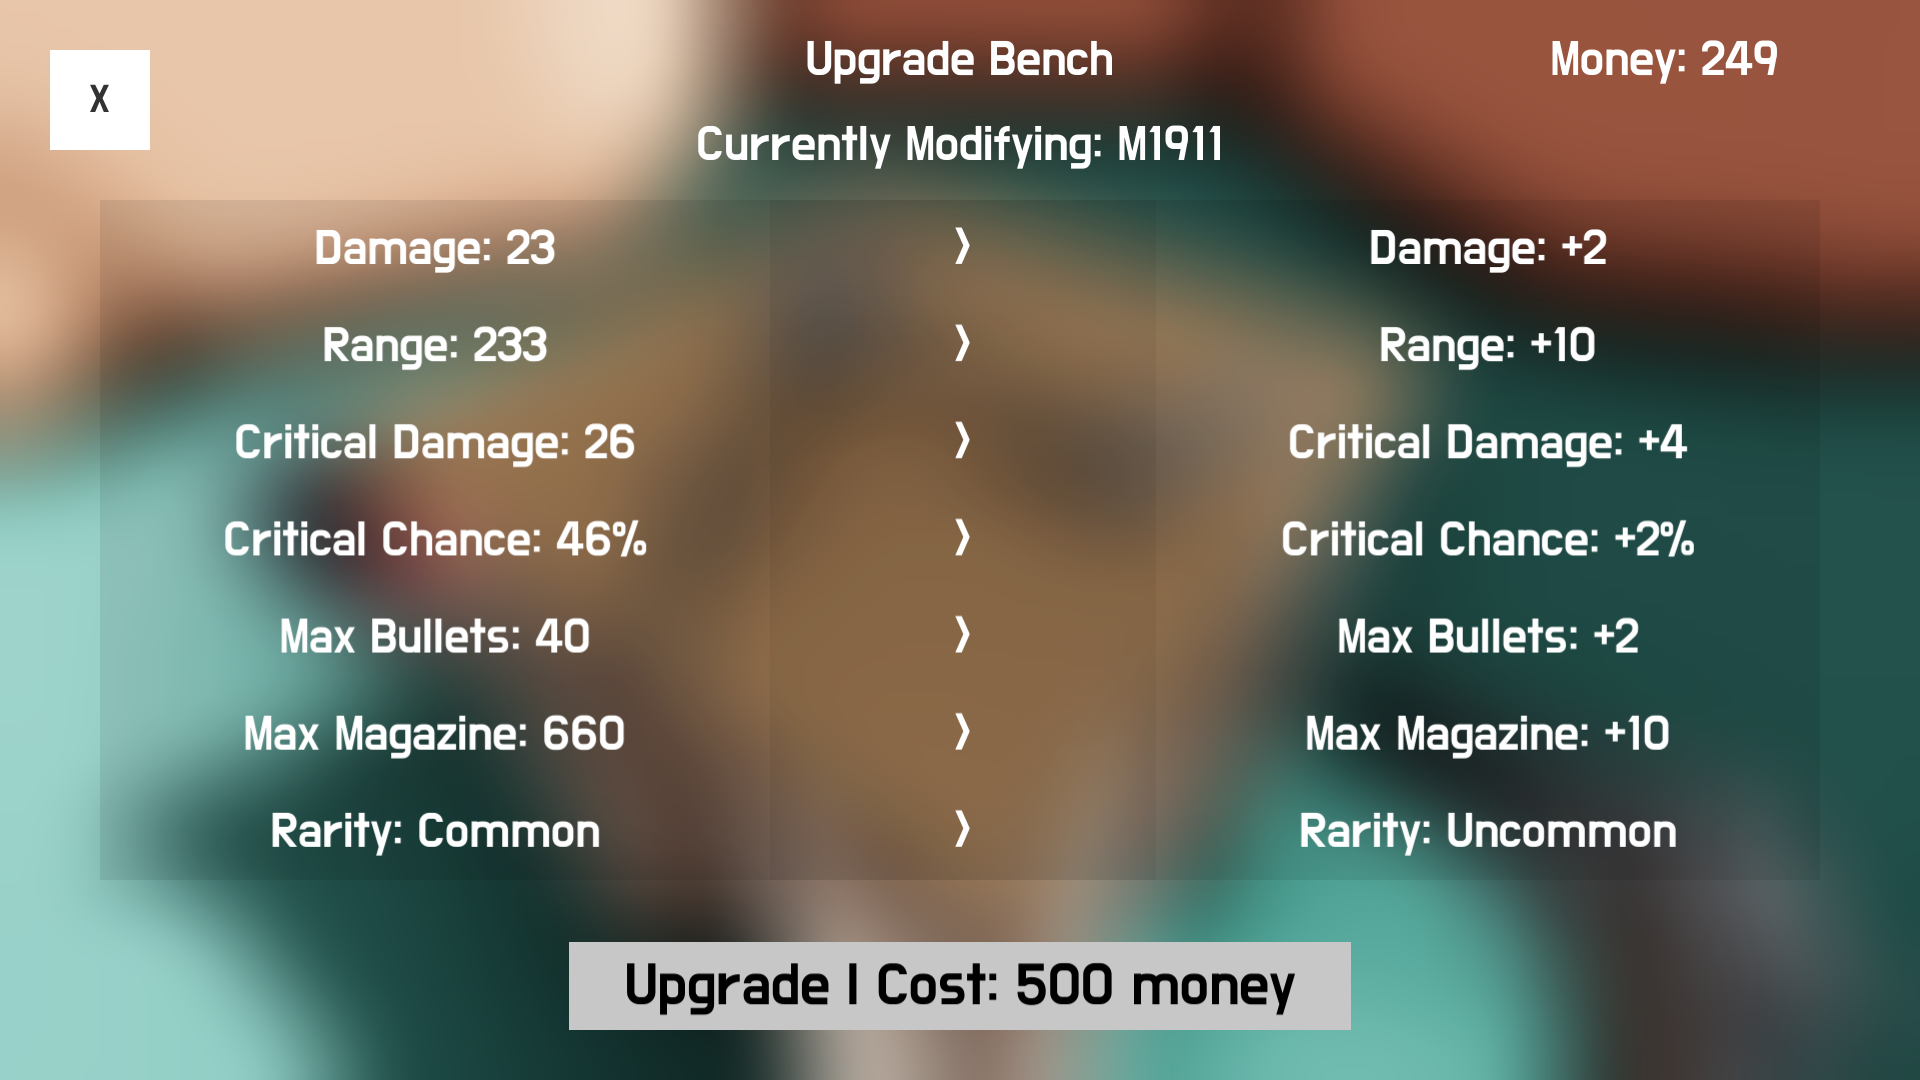 X
Upgrade Bench
Money: 249
Currently Modifying: M1911
Damage: 23 › Damage: +2
Range: 233 › Range: +10
Critical Damage: 26 › Critical Damage: +4
Critical Chance: 46% › Critical Chance: +2%
Max Bullets: 40 › Max Bullets: +2
Max Magazine: 660 › Max Magazine: +10
Rarity: Common › Rarity: Uncommon
Upgrade | Cost: 500 money